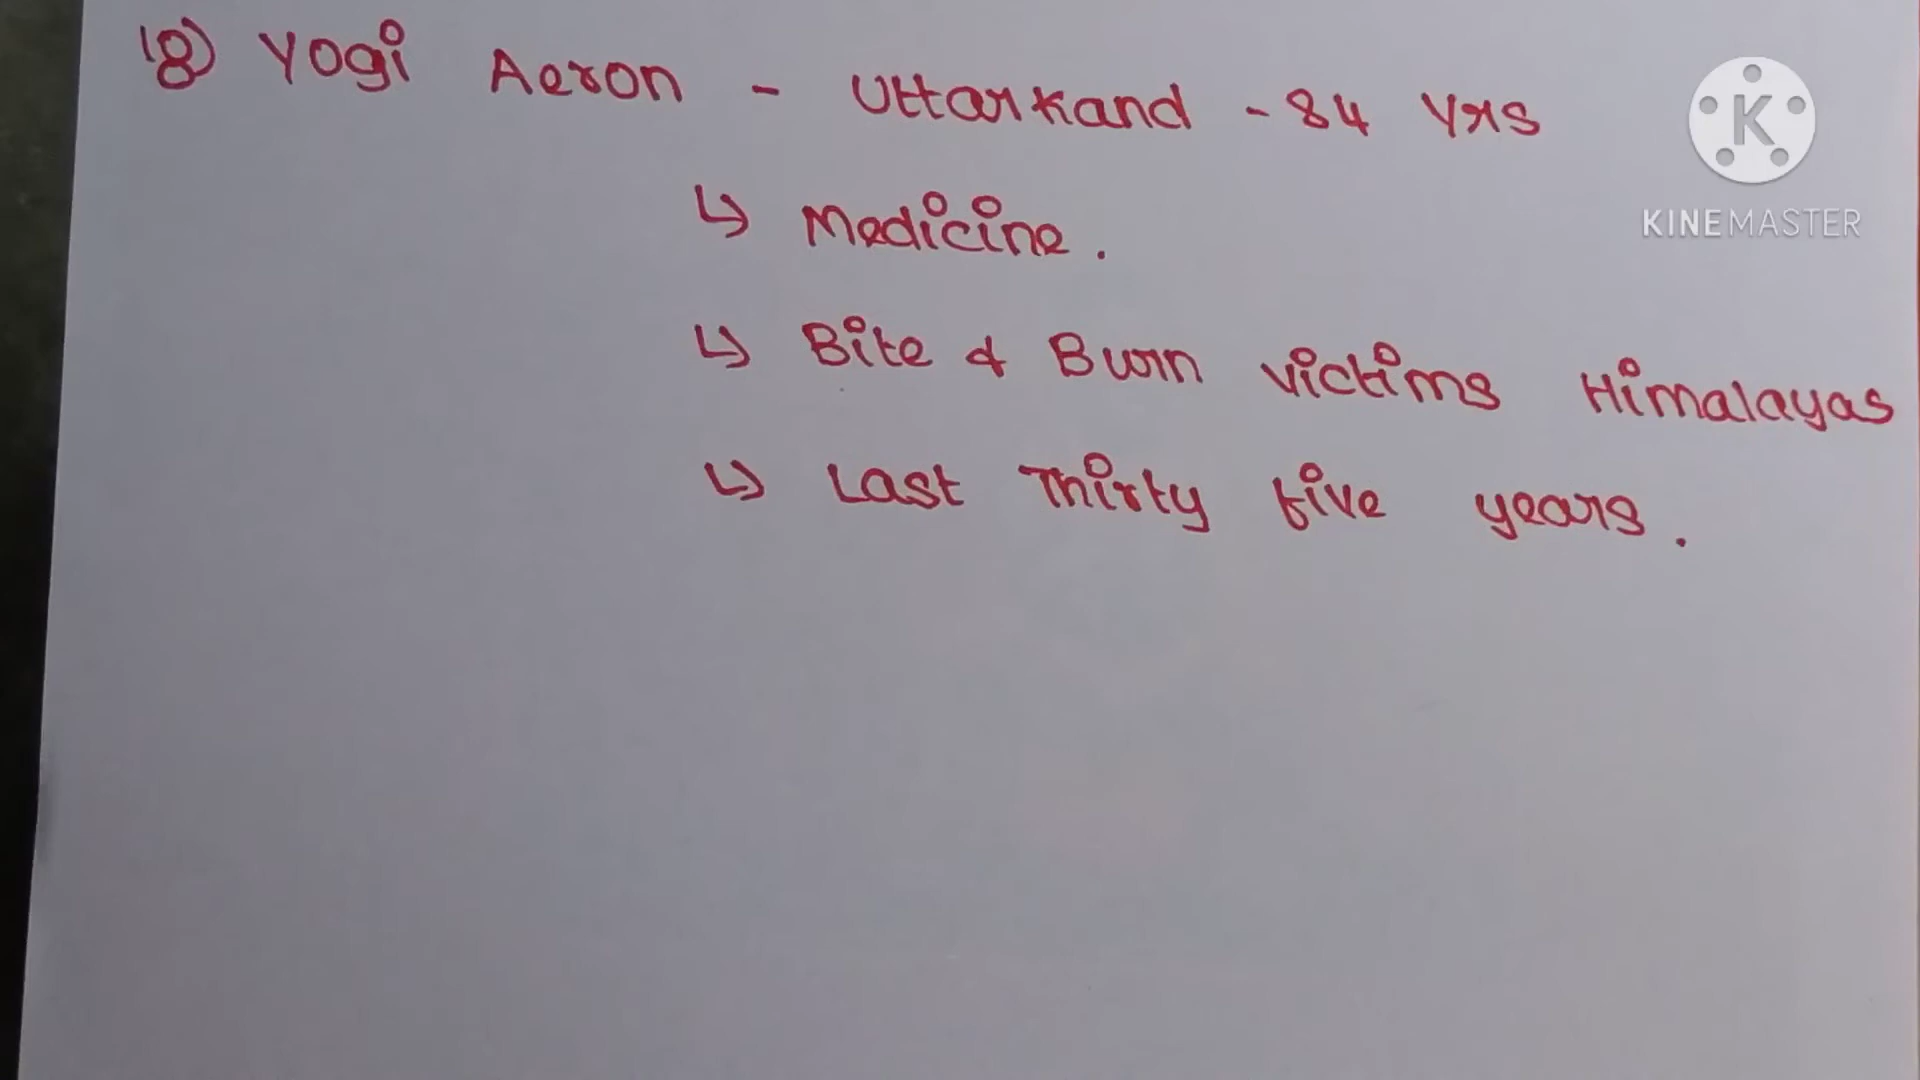 18) Yogi Aeron - Uttarkand - 84 Yrs
↳ Medicine.
↳ Bite & Burn victims Himalayas
↳ Last Thirty five years.
K
KINEMASTER